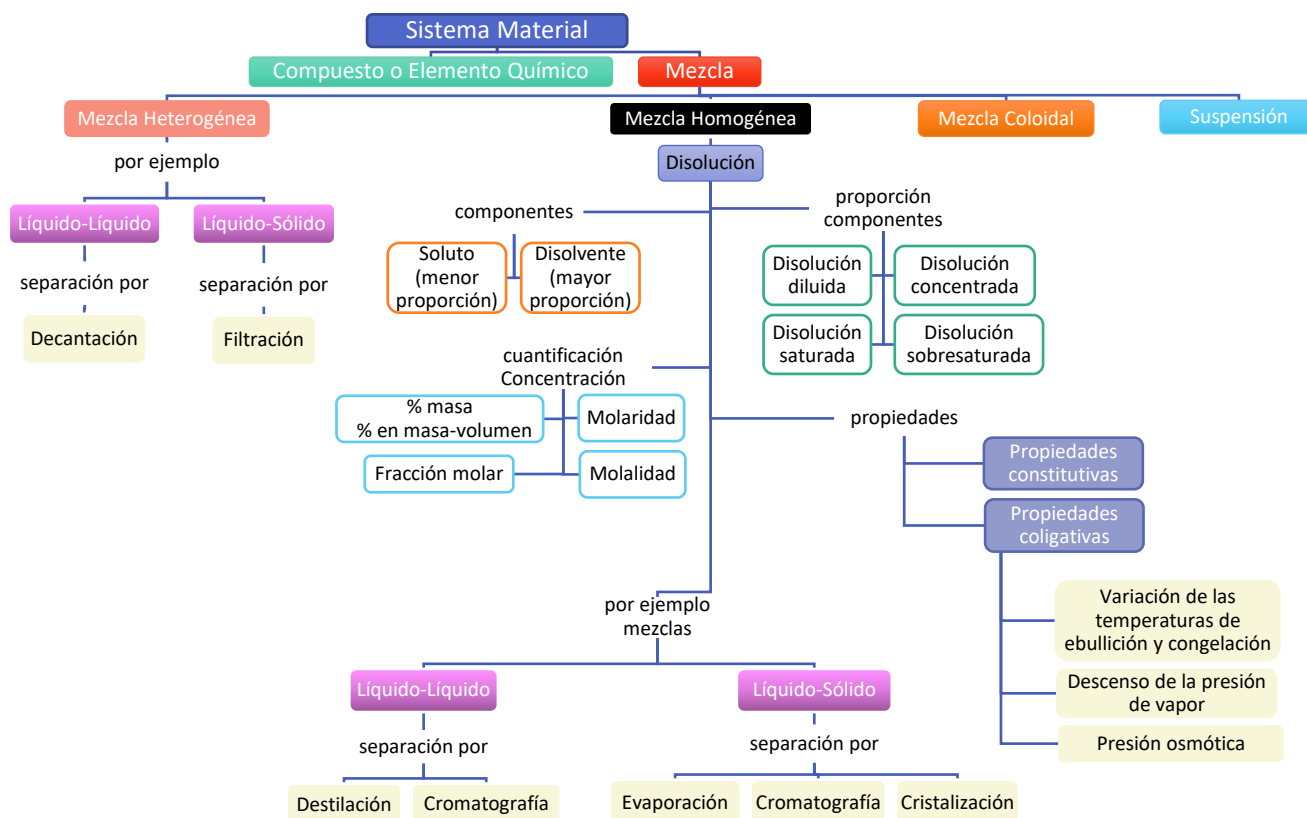 Sistema Material
Compuesto o Elemento Químico
Mezcla
Mezcla Heterogénea
Mezcla Homogénea
Mezcla Coloidal
Suspensión
por ejemplo
Líquido-Líquido
Líquido-Sólido
separación por
separación por
Decantación
Filtración
Disolución
componentes
Soluto
(menor
proporción)
Disolvente
(mayor
proporción)
proporción
componentes
Disolución
diluida
Disolución
concentrada
Disolución
saturada
Disolución
sobresaturada
cuantificación
Concentración
% masa
% en masa-volumen
Molaridad
Fracción molar
Molalidad
propiedades
Propiedades
constitutivas
Propiedades
coligativas
Variación de las
temperaturas de
ebullición y congelación
Descenso de la presión
de vapor
Presión osmótica
por ejemplo
mezclas
Líquido-Líquido
Líquido-Sólido
separación por
separación por
Destilación
Cromatografía
Evaporación
Cromatografía
Cristalización